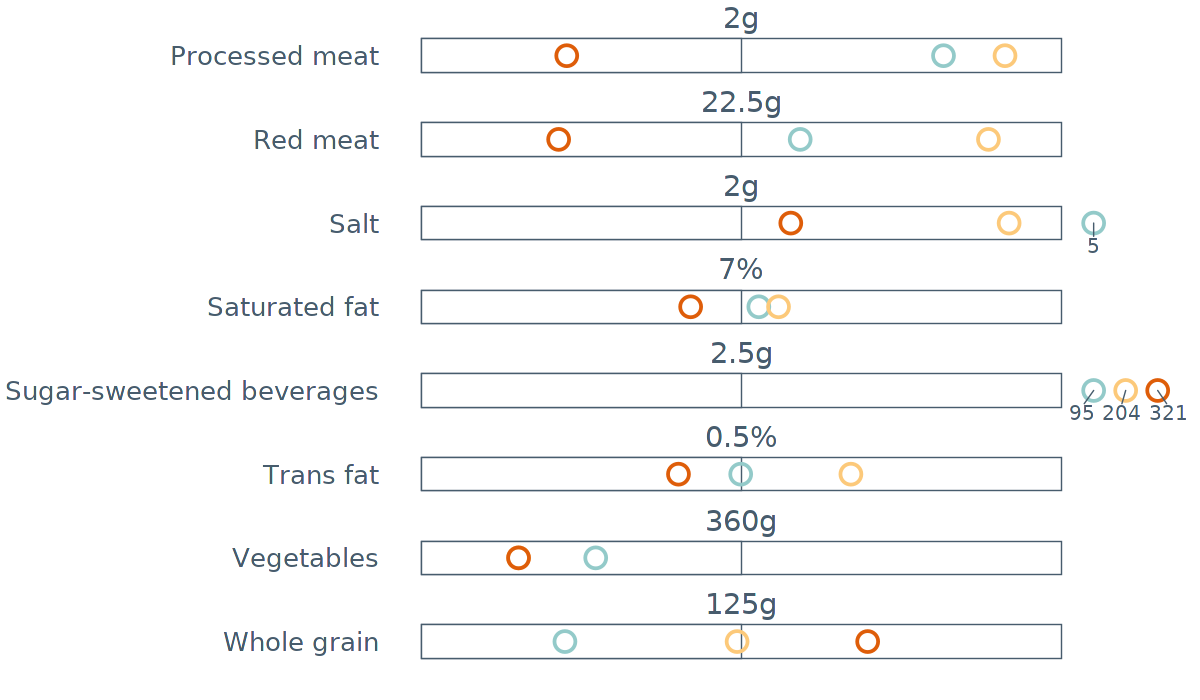 2g
Processed meat
22.5g
Red meat
2g
Salt
5
7%
Saturated fat
2.5g
Sugar-sweetened beverages
95 204 321
0.5%
Trans fat
360g
Vegetables
125g
Whole grain